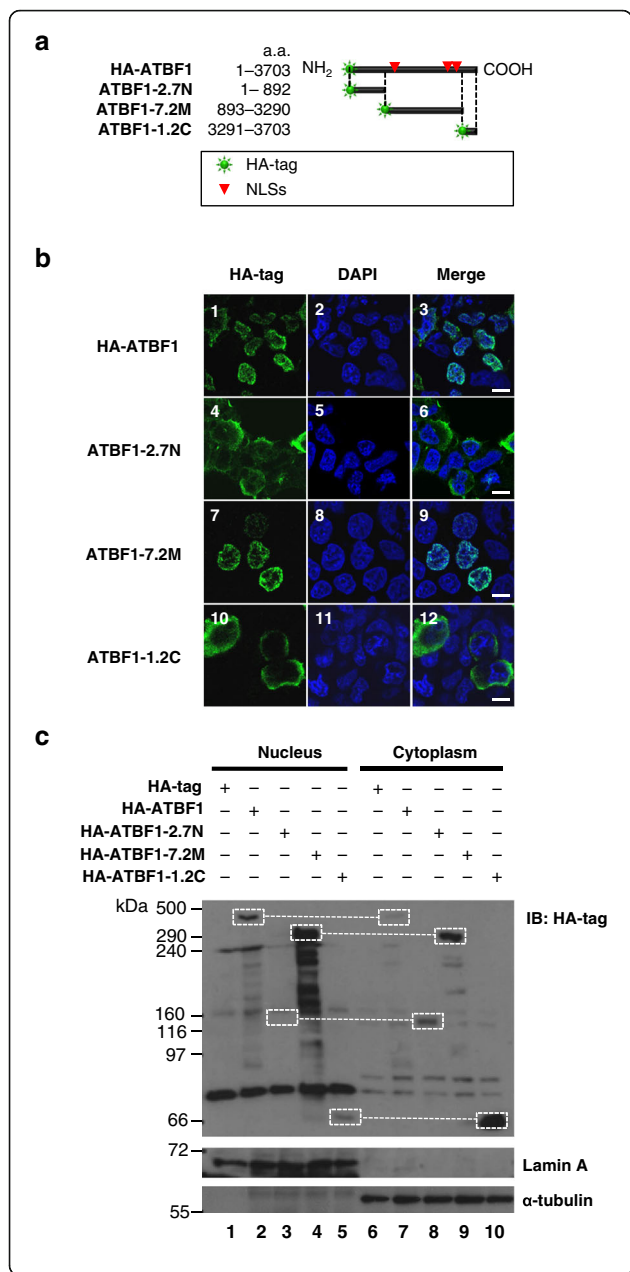 a
a.a.
HA-ATBF1 1–3703 NH2 COOH
ATBF1-2.7N 1– 892
ATBF1-7.2M 893–3290
ATBF1-1.2C 3291–3703
HA-tag
NLSs
b
HA-tag DAPI Merge
HA-ATBF1 1 2 3
ATBF1-2.7N 4 5 6
ATBF1-7.2M 7 8 9
ATBF1-1.2C 10 11 12
c
Nucleus Cytoplasm
HA-tag + – – – – + – – – –
HA-ATBF1 – + – – – – + – – –
HA-ATBF1-2.7N – – + – – – – + – –
HA-ATBF1-7.2M – – – + – – – – + –
HA-ATBF1-1.2C – – – – + – – – – +
kDa 500 IB: HA-tag
290
240
160
116
97
66
72
Lamin A
α-tubulin
55
1 2 3 4 5 6 7 8 9 10